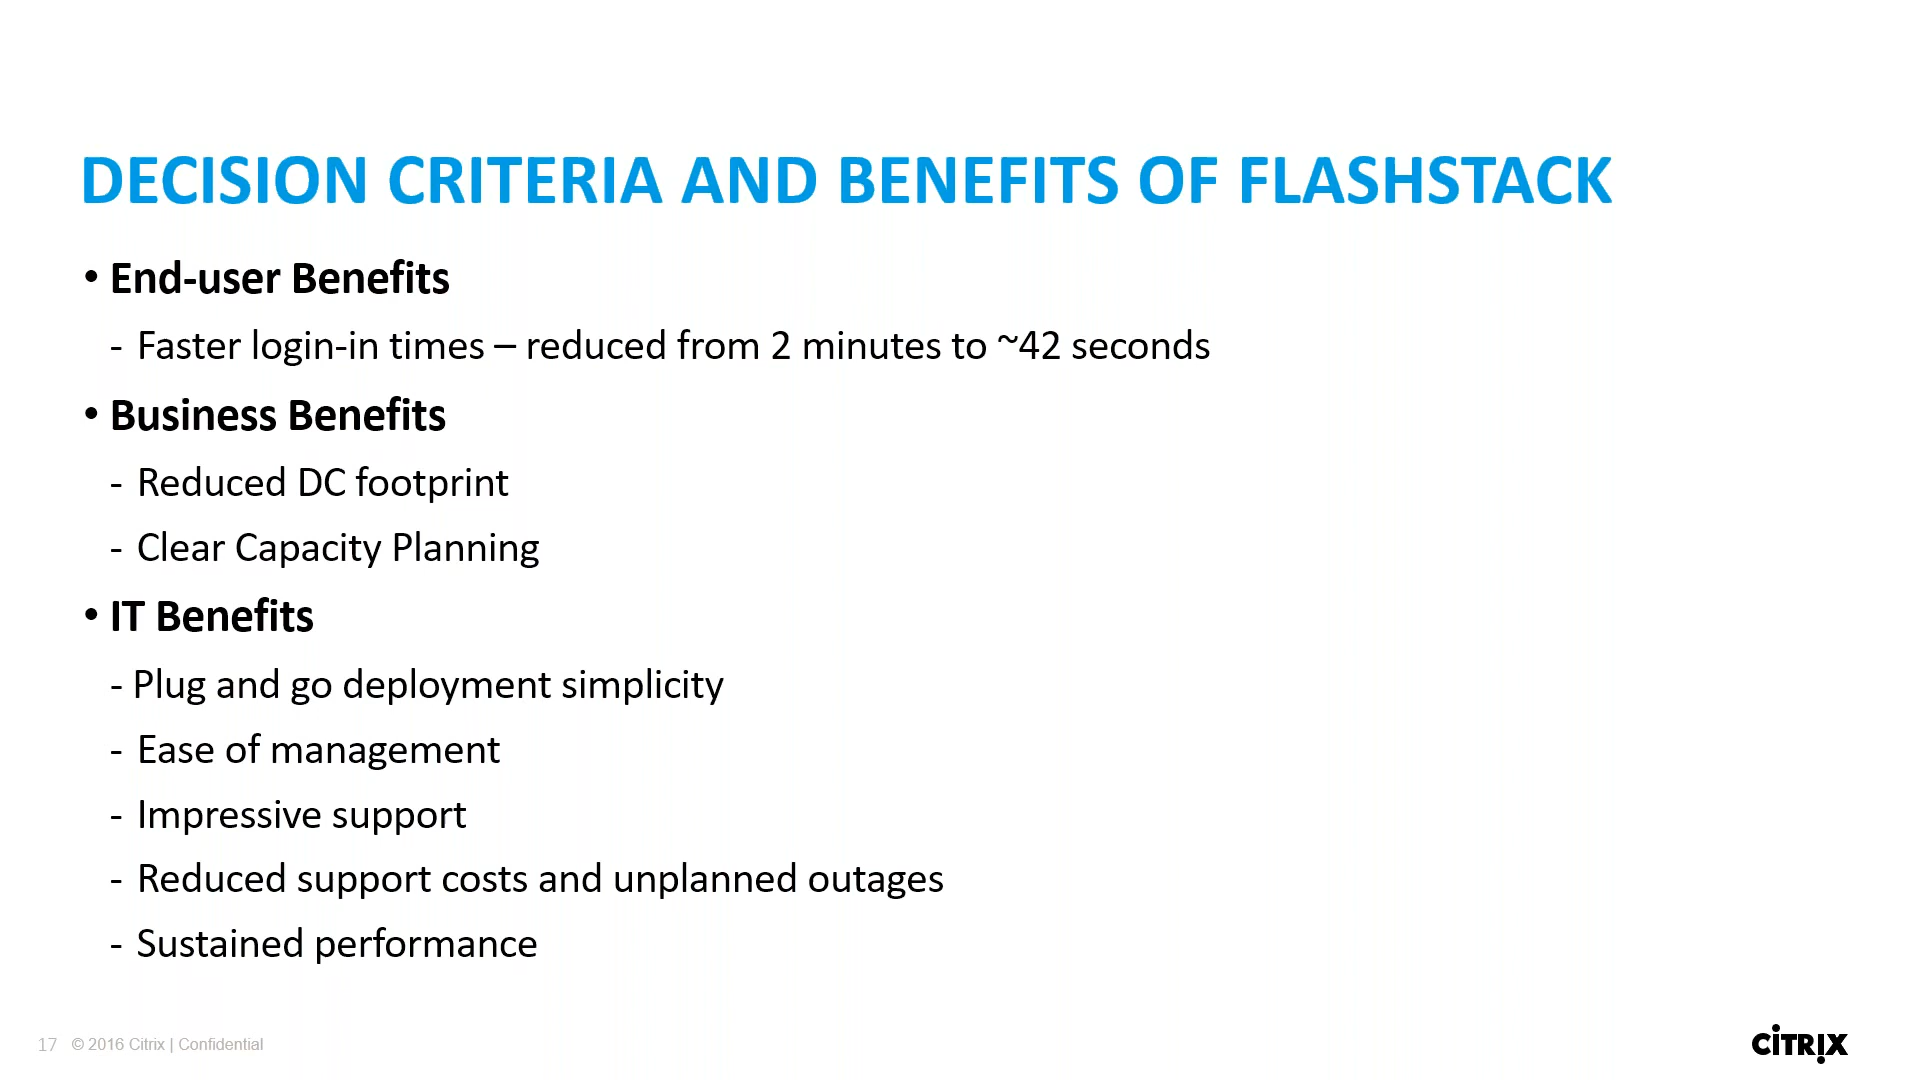 DECISION CRITERIA AND BENEFITS OF FLASHSTACK
• End-user Benefits
- Faster login-in times – reduced from 2 minutes to ~42 seconds
• Business Benefits
- Reduced DC footprint
- Clear Capacity Planning
• IT Benefits
- Plug and go deployment simplicity
- Ease of management
- Impressive support
- Reduced support costs and unplanned outages
- Sustained performance
17 © 2016 Citrix | Confidential
CITRIX